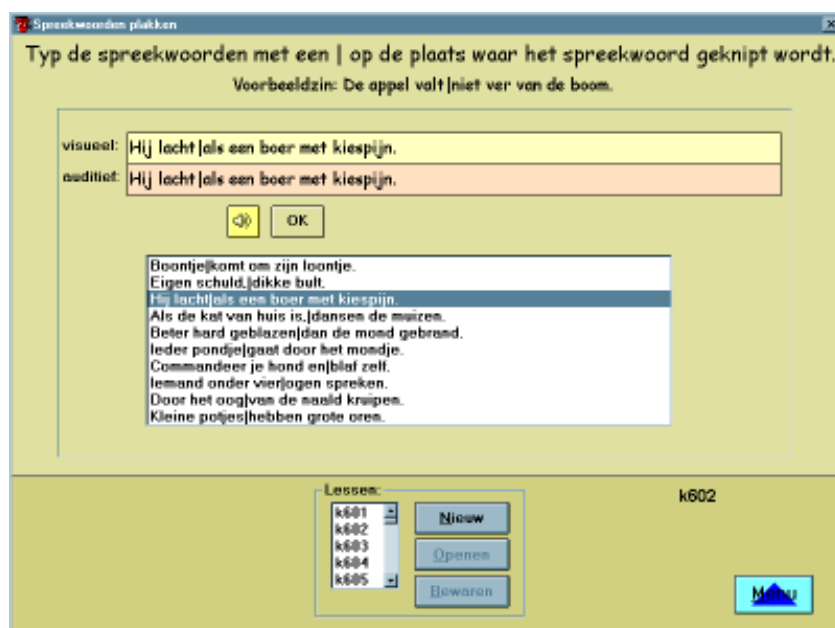 Spreekwoorden plakken
Typ de spreekwoorden met een | op de plaats waar het spreekwoord geknipt wordt.
Voorbeeldzin: De appel valt|niet ver van de boom.
visueel: Hij lacht|als een boer met kiespijn.
auditief: Hij lacht|als een boer met kiespijn.
OK
Boontje|komt om zijn loontje.
Eigen schuld,|dikke bult.
Hij lacht|als een boer met kiespijn.
Als de kat van huis is,|dansen de muizen.
Beter hard geblazen|dan de mond gebrand.
Ieder pondje|gaat door het mondje.
Commandeer je hond en|blaf zelf.
Iemand onder vier|ogen spreken.
Door het oog|van de naald kruipen.
Kleine potjes|hebben grote oren.
Lessen:
k601
k602
k603
k604
k605
Nieuw
Openen
Bewaren
k602
Menu